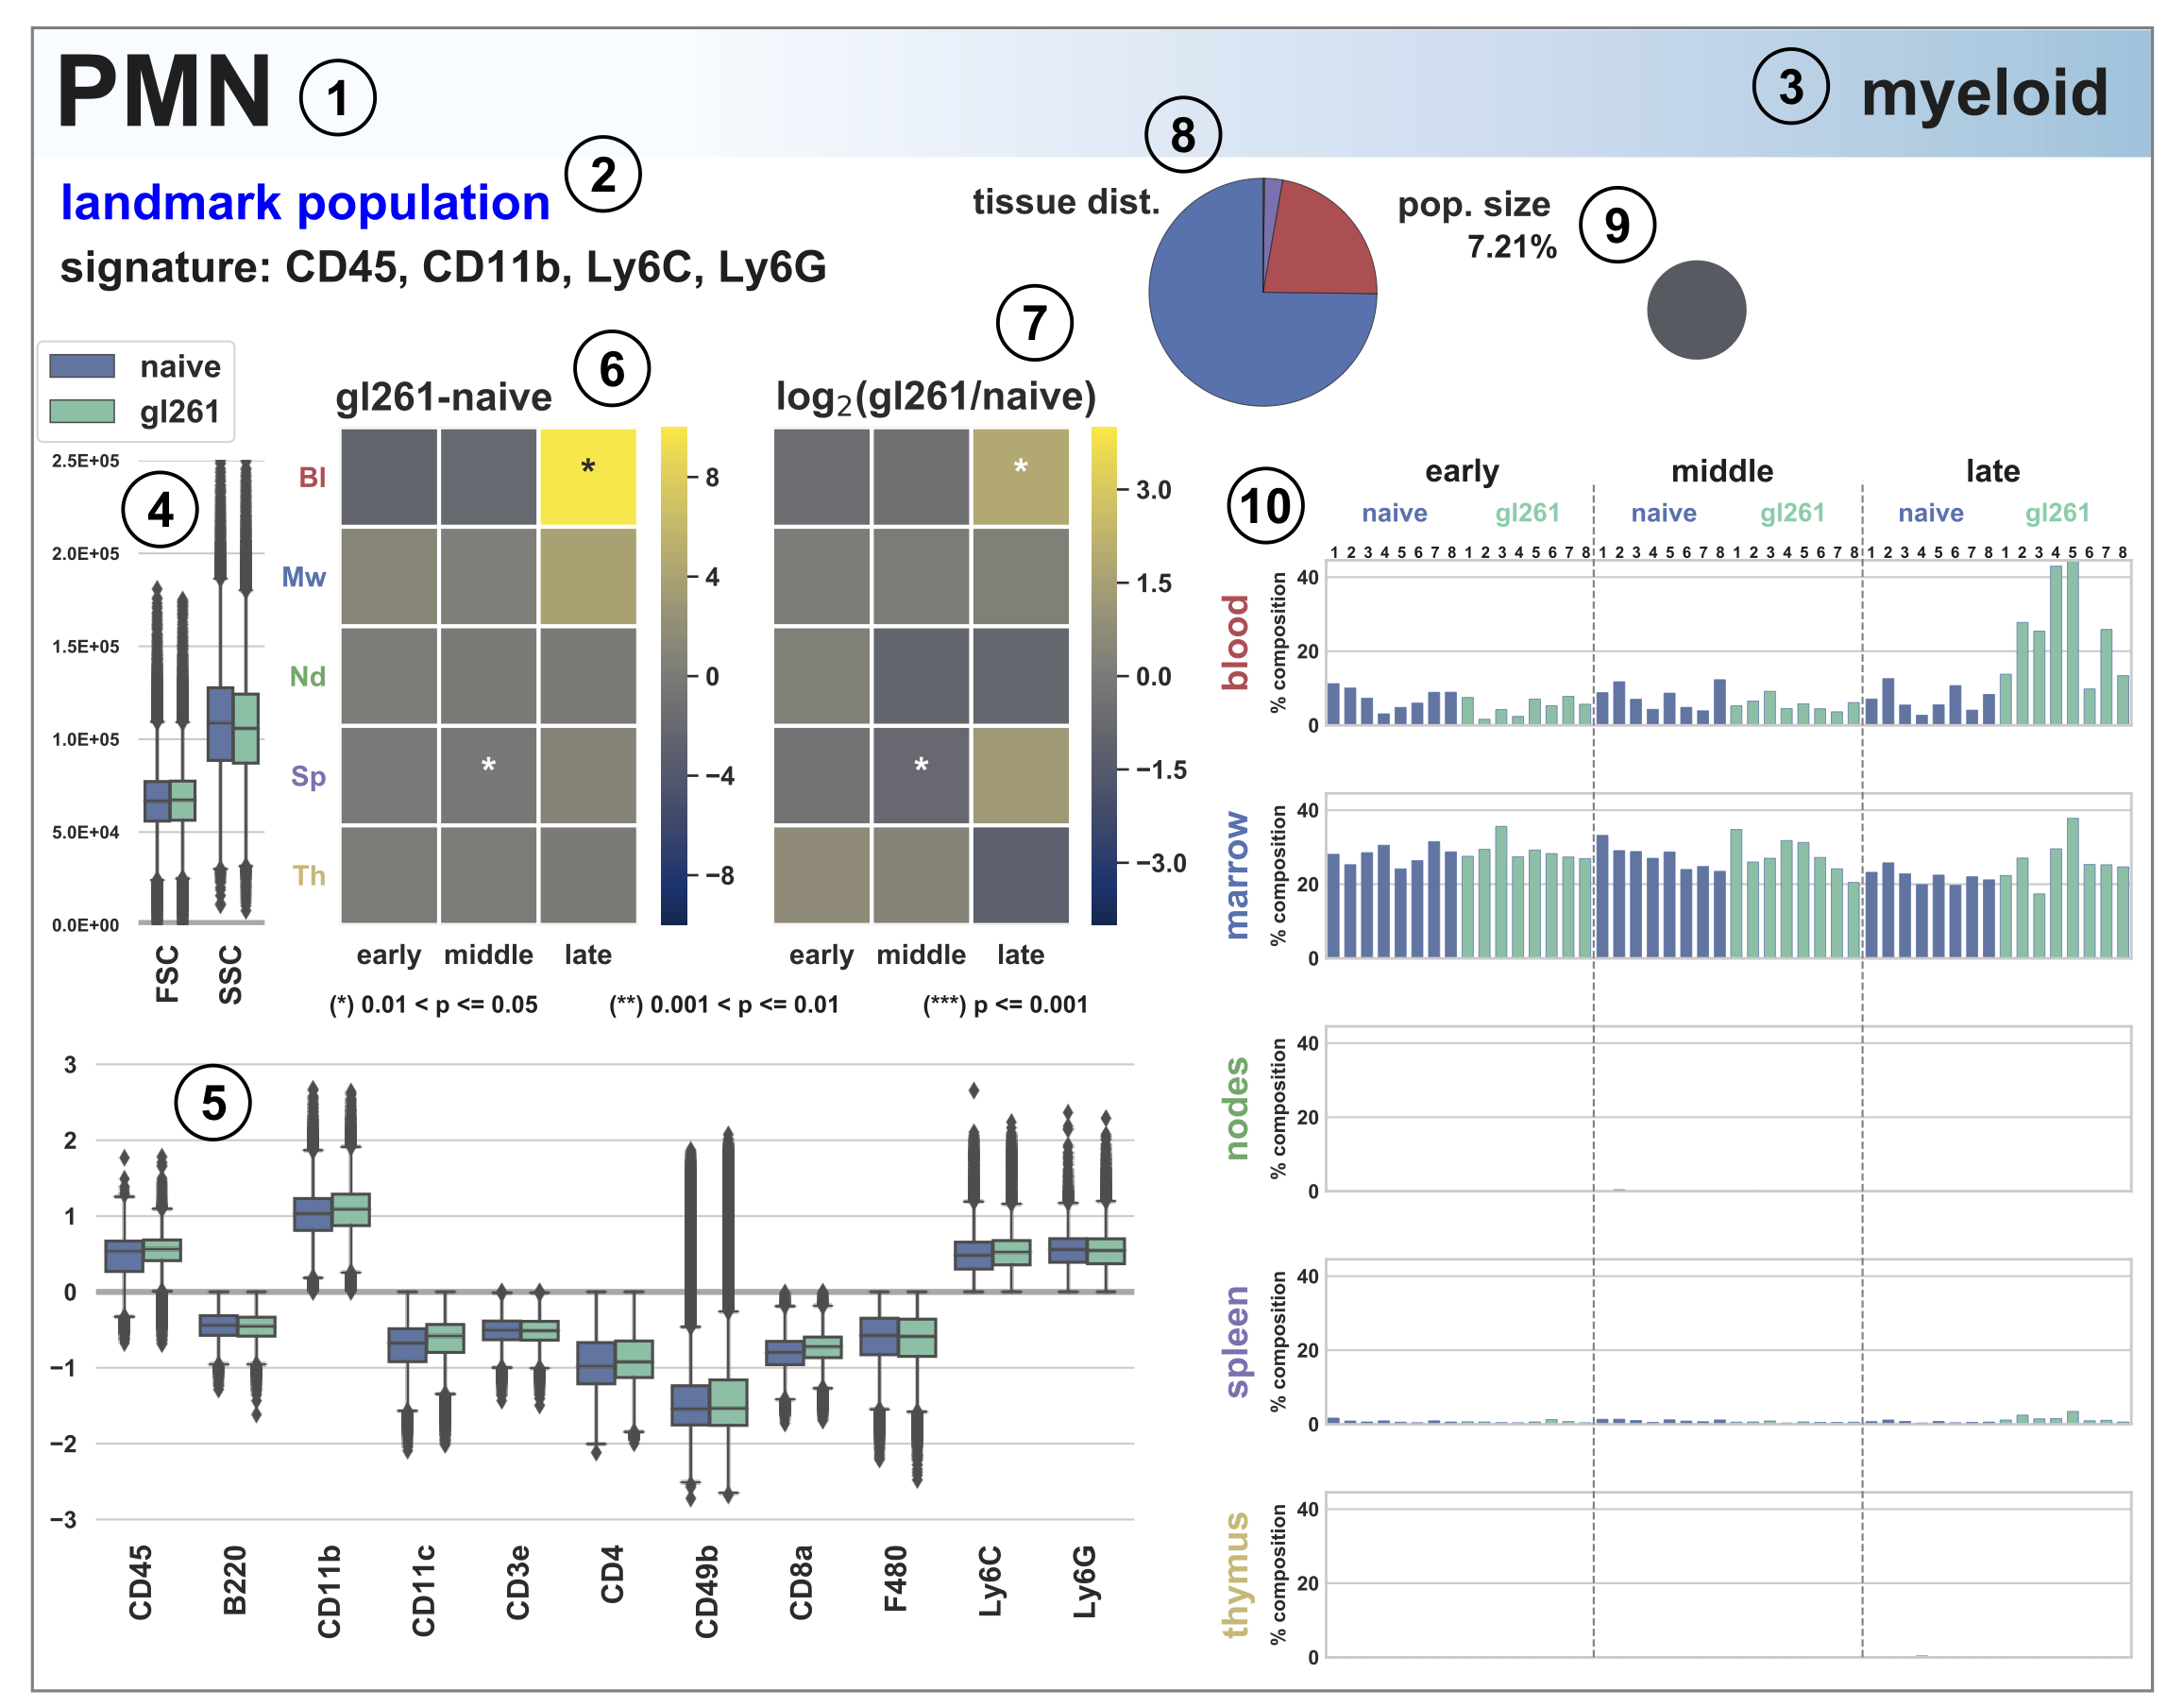 PMN
1
3
myeloid
2
landmark population
signature: CD45, CD11b, Ly6C, Ly6G
8
tissue dist.
pop. size
7.21%
9
naive
gl261
4
2.5E+05
2.0E+05
1.5E+05
1.0E+05
5.0E+04
0.0E+00
FSC
SSC
6
gl261-naive
Bl
Mw
Nd
Sp
Th
*
*
8
4
0
−4
−8
early middle late
7
log2(gl261/naive)
*
*
3.0
1.5
0.0
−1.5
−3.0
early middle late
(*) 0.01 < p <= 0.05
(**) 0.001 < p <= 0.01
(***) p <= 0.001
5
3
2
1
0
−1
−2
−3
CD45
B220
CD11b
CD11c
CD3e
CD4
CD49b
CD8a
F480
Ly6C
Ly6G
10
early middle late
naive gl261 naive gl261 naive gl261
1 2 3 4 5 6 7 8 1 2 3 4 5 6 7 8 1 2 3 4 5 6 7 8 1 2 3 4 5 6 7 8 1 2 3 4 5 6 7 8 1 2 3 4 5 6 7 8
blood
% composition
40
20
0
marrow
% composition
40
20
0
nodes
% composition
40
20
0
spleen
% composition
40
20
0
thymus
% composition
40
20
0